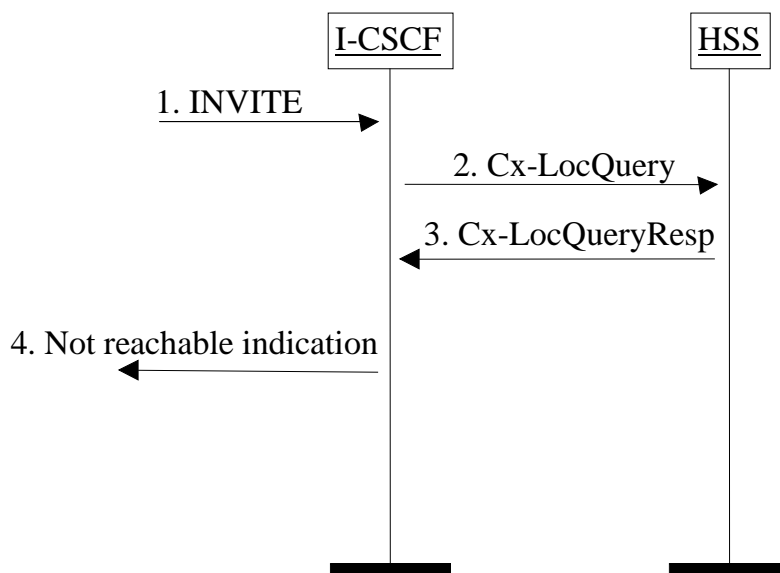 I-CSCF
HSS
1. INVITE
2. Cx-LocQuery
3. Cx-LocQueryResp
4. Not reachable indication